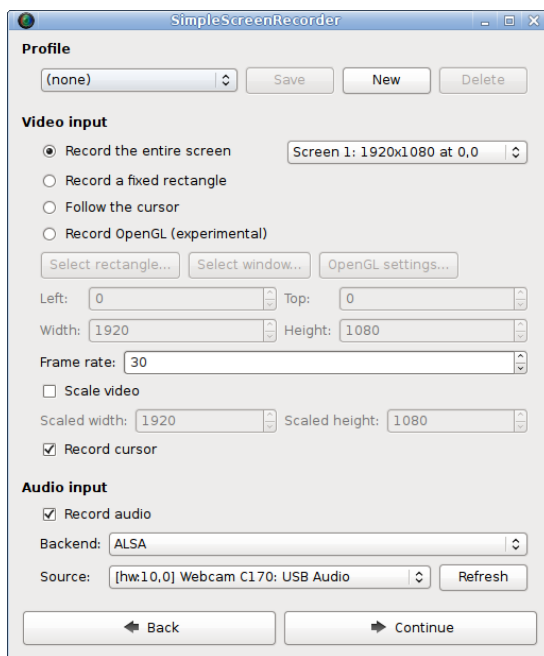 SimpleScreenRecorder
Profile
(none) Save New Delete
Video input
Record the entire screen Screen 1: 1920x1080 at 0,0
Record a fixed rectangle
Follow the cursor
Record OpenGL (experimental)
Select rectangle... Select window... OpenGL settings...
Left: 0 Top: 0
Width: 1920 Height: 1080
Frame rate: 30
Scale video
Scaled width: 1920 Scaled height: 1080
Record cursor
Audio input
Record audio
Backend: ALSA
Source: [hw:10,0] Webcam C170: USB Audio Refresh
Back Continue